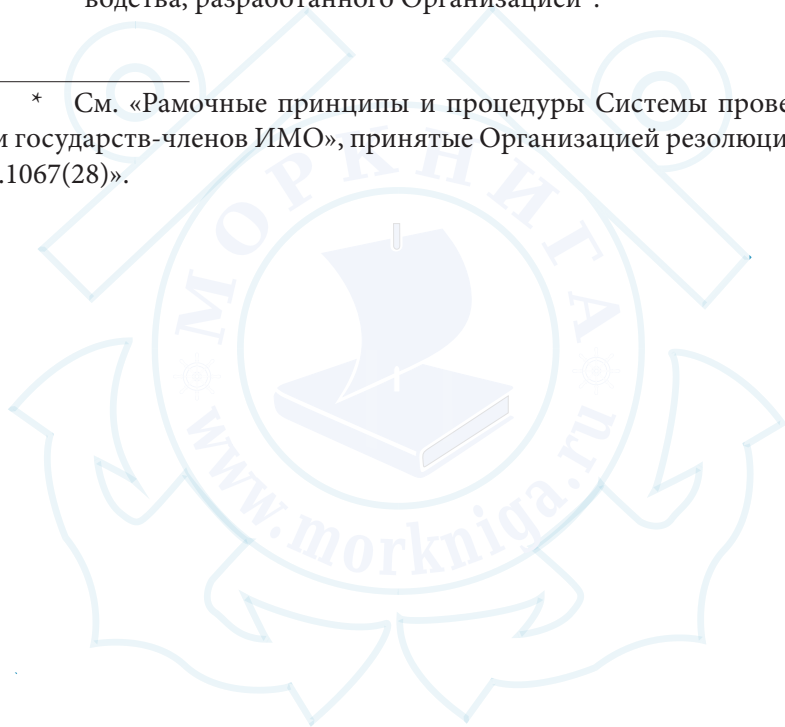 водства, разработанного Организацией*.
* См. «Рамочные принципы и процедуры Системы прове
и государств-членов ИМО», принятые Организацией резолюци
.1067(28)».
МОРКНИГА
www.morkniga.ru